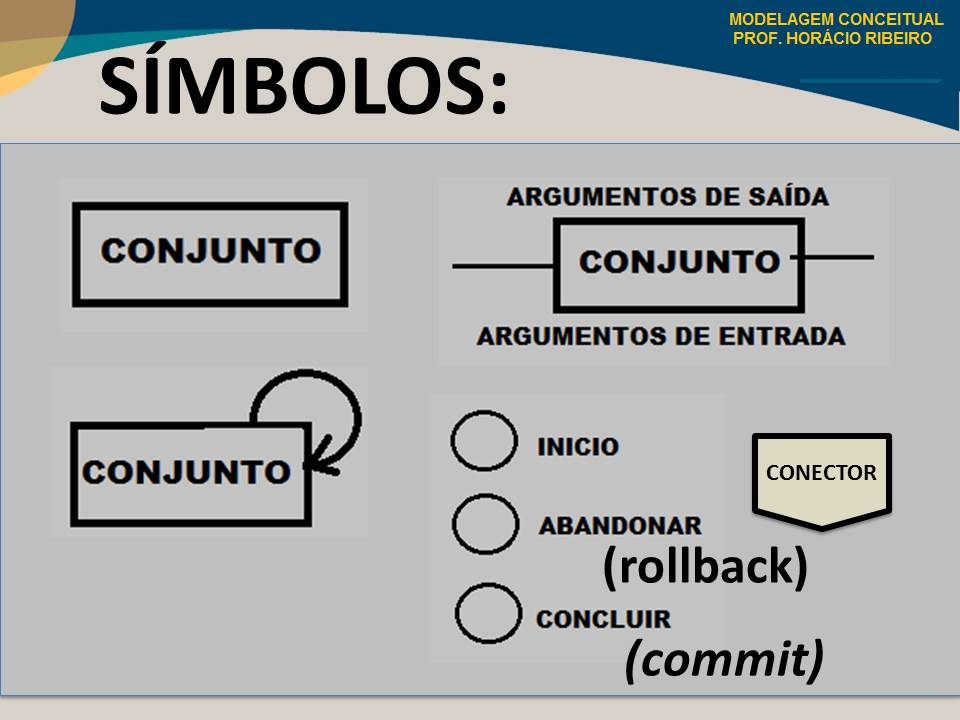 MODELAGEM CONCEITUAL
PROF. HORÁCIO RIBEIRO
SÍMBOLOS:
CONJUNTO
ARGUMENTOS DE SAÍDA
CONJUNTO
ARGUMENTOS DE ENTRADA
CONJUNTO
INICIO
ABANDONAR
(rollback)
CONCLUIR
(commit)
CONECTOR